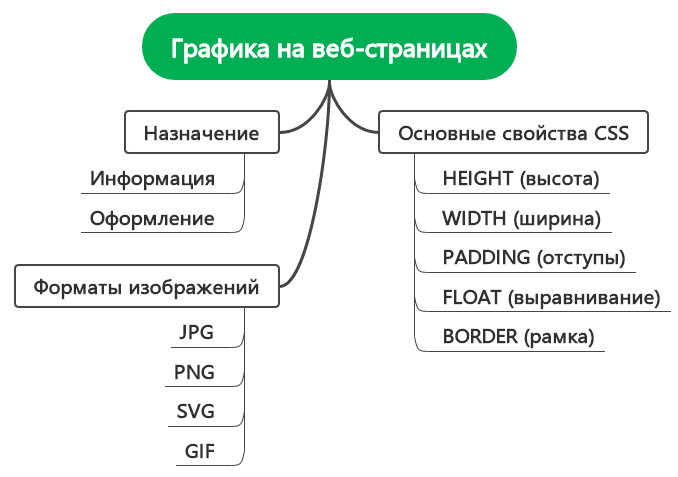 Графика на веб-страницах
Назначение
Информация
Оформление
Форматы изображений
JPG
PNG
SVG
GIF
Основные свойства CSS
HEIGHT (высота)
WIDTH (ширина)
PADDING (отступы)
FLOAT (выравнивание)
BORDER (рамка)